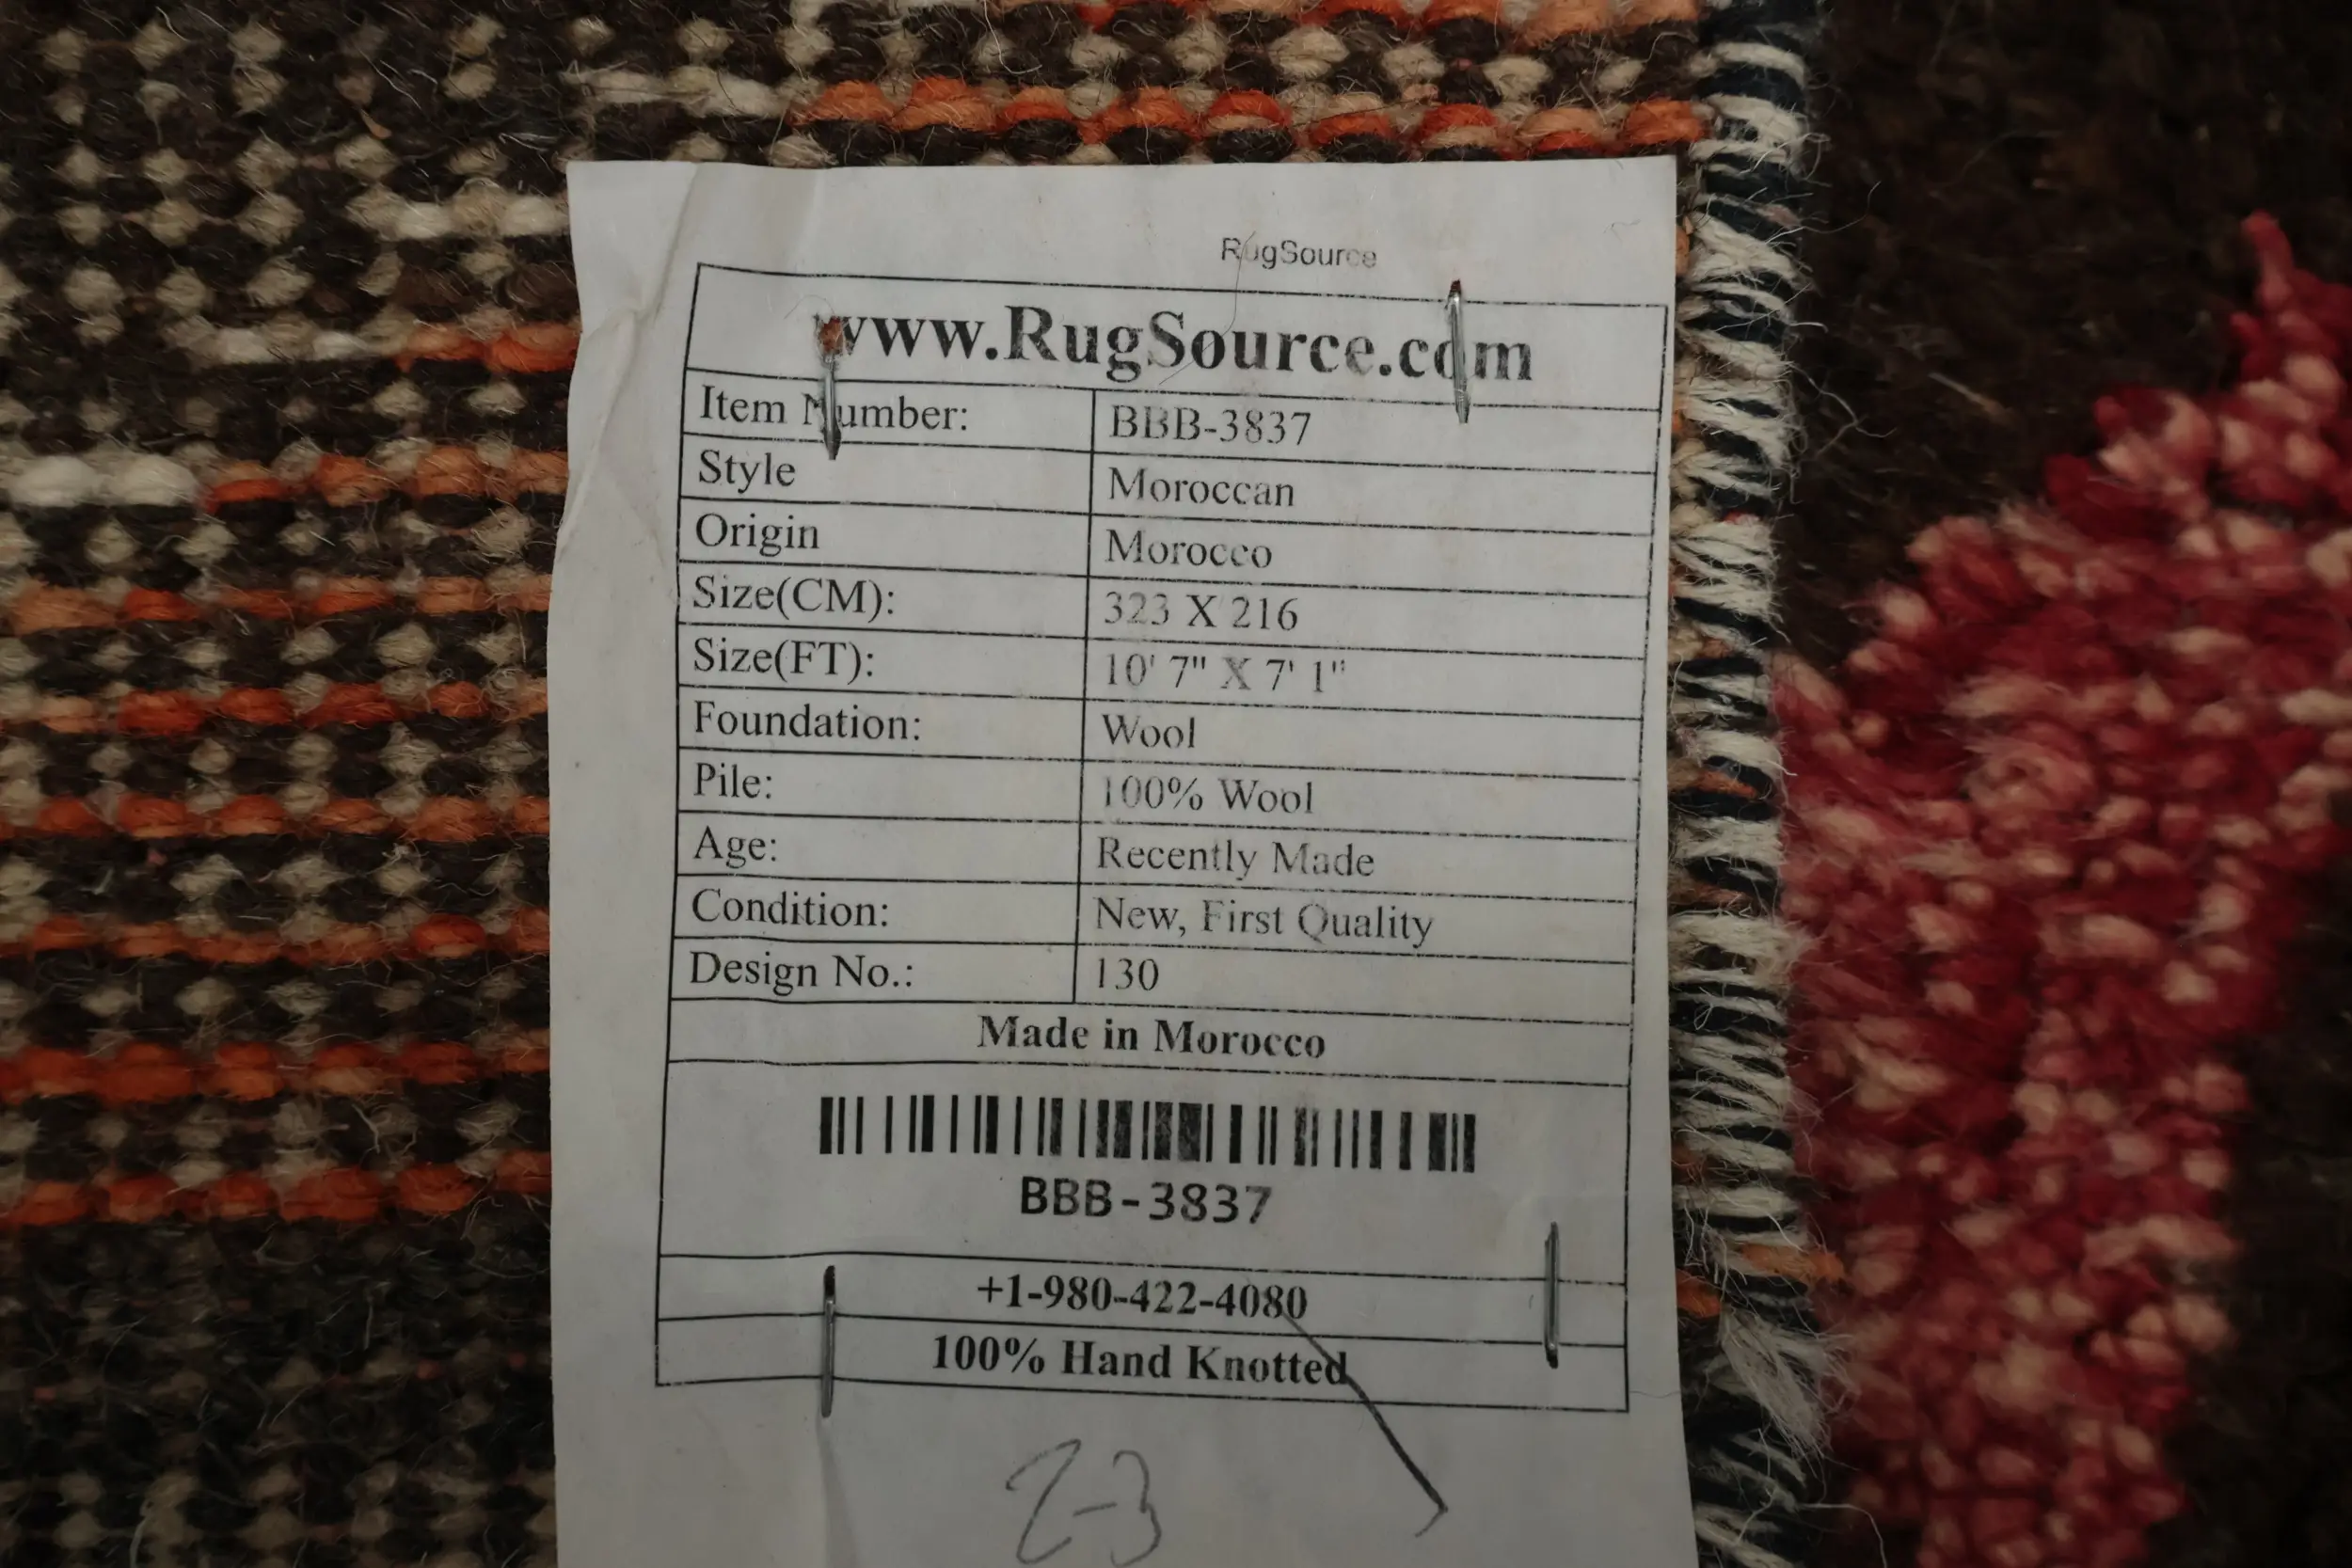 RugSource
www.RugSource.com
Item Number: BBB-3837
Style Moroccan
Origin Morocco
Size(CM): 323 X 216
Size(FT): 10' 7" X 7' 1"
Foundation: Wool
Pile: 100% Wool
Age: Recently Made
Condition: New, First Quality
Design No.: 130
Made in Morocco
BBB-3837
+1-980-422-4080
100% Hand Knotted
2-3